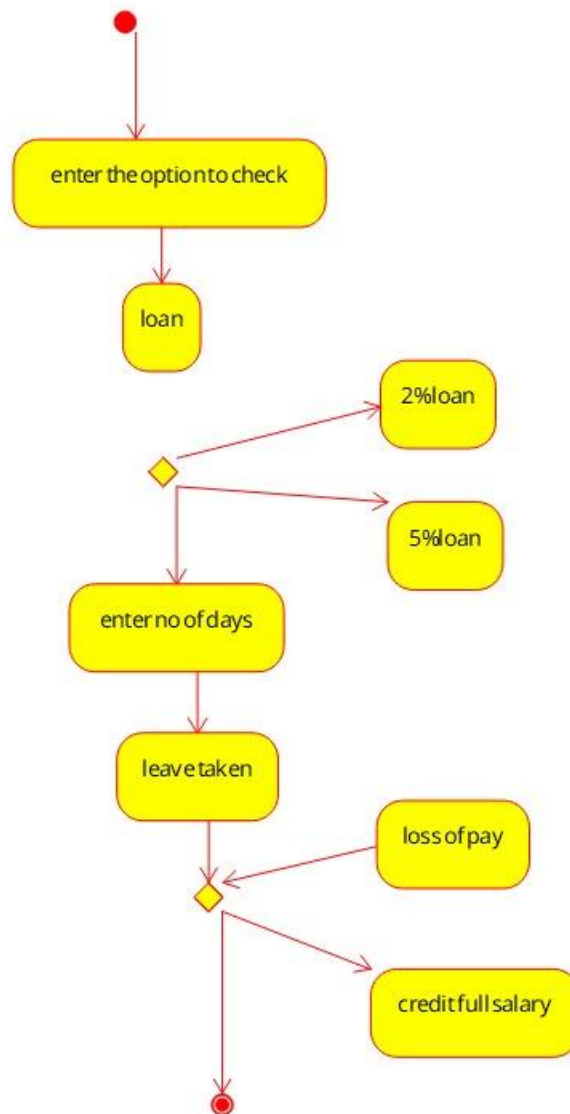 enter the option to check
loan
2%loan
5%loan
enter no of days
leave taken
loss of pay
credit full salary